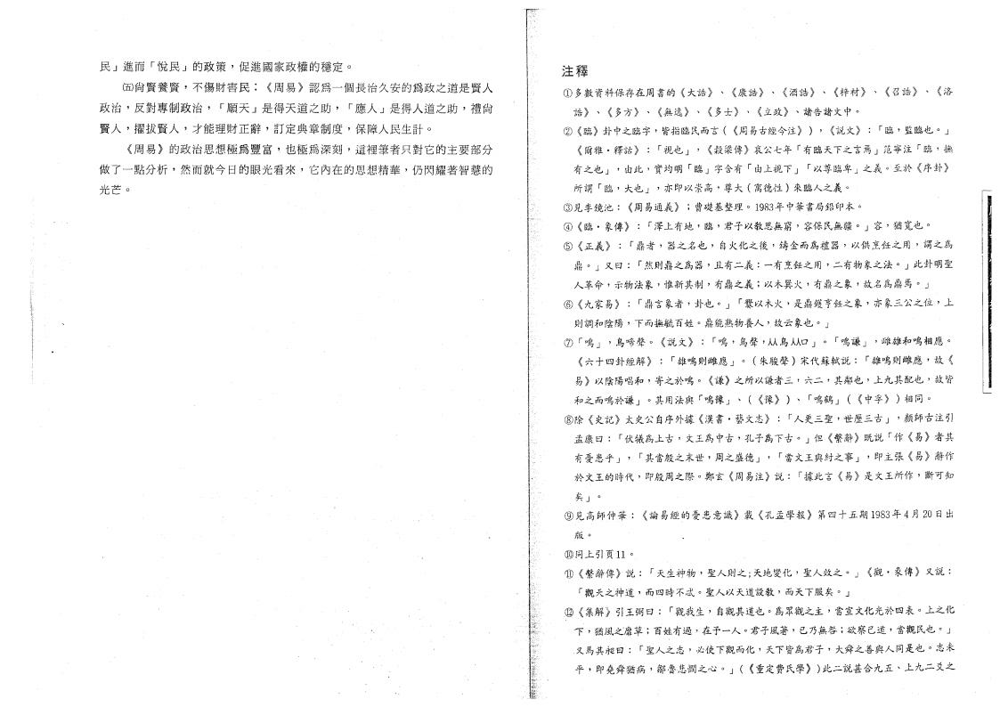 民」進而「悅民」的政策，促進國家政權的穩定。
㈤尙賢養賢，不傷財害民：《周易》認爲一個長治久安的爲政之道是賢人
政治，反對專制政治，「順天」是得天道之助，「應人」是得人道之助，禮尙
賢人，擢拔賢人，才能理財正辭，訂定典章制度，保障人民生計。
《周易》的政治思想極爲豐富，也極爲深刻，這裡筆者只對它的主要部分
做了一點分析，然而就今日的眼光看來，它內在的思想精華，仍閃耀著智慧的
光芒。
注釋
①多數資料保存在周書的《大誥》、《康誥》、《酒誥》、《梓材》、《召誥》、《洛
誥》、《多方》、《無逸》、《多士》、《立政》、諸告諸文中。
②《臨》卦中之臨字，皆指臨民而言（《周易古經今注》），《說文》：「臨，監臨也。」
《爾雅·釋詁》：「視也」，《穀梁傳》哀公七年「有臨天下之言焉」范寧注「臨，撫
有之也」，由此，實均明「臨」字含有「由上視下」「以尊臨卑」之義。至於《序卦》
所謂「臨，大也」，亦即以崇高，尊大（寓德性）來臨人之義。
③見李鏡池：《周易通義》；曹礎基整理。1983年中華書局鉛印本。
④《臨·象傳》：「澤上有地，臨，君子以教思無窮，容保民無疆。」容，猶寬也。
⑤《正義》：「鼎者，器之名也，自火化之後，鑄金而爲禮器，以供烹飪之用，謂之爲
鼎。」又曰：「然則鼎之爲器，且有二義：一有烹飪之用，二有物象之法。」此卦明聖
人革命，示物法象，惟新其制，有鼎之義；以木巽火，有鼎之象，故名爲鼎馬。」
⑥《九家易》：「鼎言象者，卦也。」「爨以木火，是鼎鑊亨飪之象，亦象三公之位，上
則調和陰陽，下而撫毓百姓。鼎能熟物養人，故云象也。」
⑦「鳴」，鳥啼聲。《說文》：「鳴，鳥聲，从鳥从口」。「鳴謙」，雌雄和鳴相應。
《六十四卦經解》：「雄鳴則雌應」。（朱駿聲）宋代蘇軾說：「雄鳴則雌應，故《
易》以陰陽唱和，寄之於鳴。《謙》之所以謙者三，六二，其鄰也，上九其配也，故皆
和之而鳴於謙」。其用法與「鳴豫」、（《豫》）、「鳴鶴」（《中孚》）相同。
⑧除《史記》太史公自序外據《漢書·藝文志》：「人更三聖，世歷三古」，顏師古注引
孟康曰：「伏犧爲上古，文王爲中古，孔子爲下古。」但《繫辭》既說「作《易》者其
有憂患乎」，「其當殷之末世，周之盛德」，「當文王與紂之事」，即主張《易》辭作
於文王的時代，即殷周之際。鄭玄《周易注》說：「據此言《易》是文王所作，斷可知
矣」。
⑨見高師仲華：《論易經的憂患意識》載《孔孟學報》第四十五期1983年4月20日出
版。
⑩同上引頁11。
⑪《繫辭傳》說：「天生神物，聖人則之;天地變化，聖人效之。」《觀·彖傳》又說：
「觀天之神道，而四時不忒。聖人以天道設敎，而天下服矣。」
⑫《集解》引王弼曰：「觀我生，自觀其道也。爲眾觀之主，當宣文化光於四表。上之化
下，猶風之靡草；百姓有過，在予一人。君子風著，已乃無咎；欲察己道，當觀民也。」
又馬其昶曰：「聖人之志，必使下觀而化，天下皆爲君子，大舜之善與人同是也。志未
平，即堯舜猶病，鄒魯悲憫之心。」(《重定費氏學》)此二說甚合九五、上九二爻之